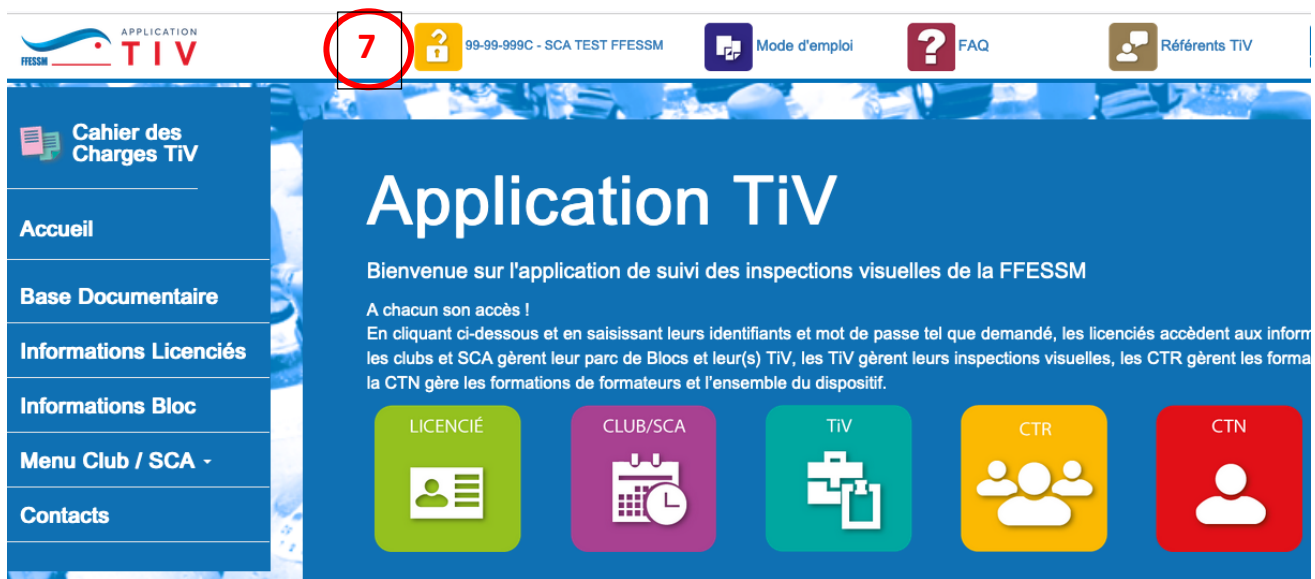 APPLICATION
TIV
FFESSM
7
99-99-999C - SCA TEST FFESSM
Mode d'emploi
?
FAQ
Référents TiV
Cahier des
Charges TiV
Accueil
Base Documentaire
Informations Licenciés
Informations Bloc
Menu Club / SCA
Contacts
Application TiV
Bienvenue sur l'application de suivi des inspections visuelles de la FFESSM
A chacun son accès !
En cliquant ci-dessous et en saisissant leurs identifiants et mot de passe tel que demandé, les licenciés accèdent aux inform
les clubs et SCA gèrent leur parc de Blocs et leur(s) TiV, les TiV gèrent leurs inspections visuelles, les CTR gèrent les forma
la CTN gère les formations de formateurs et l'ensemble du dispositif.
LICENCIÉ
CLUB/SCA
TiV
CTR
CTN